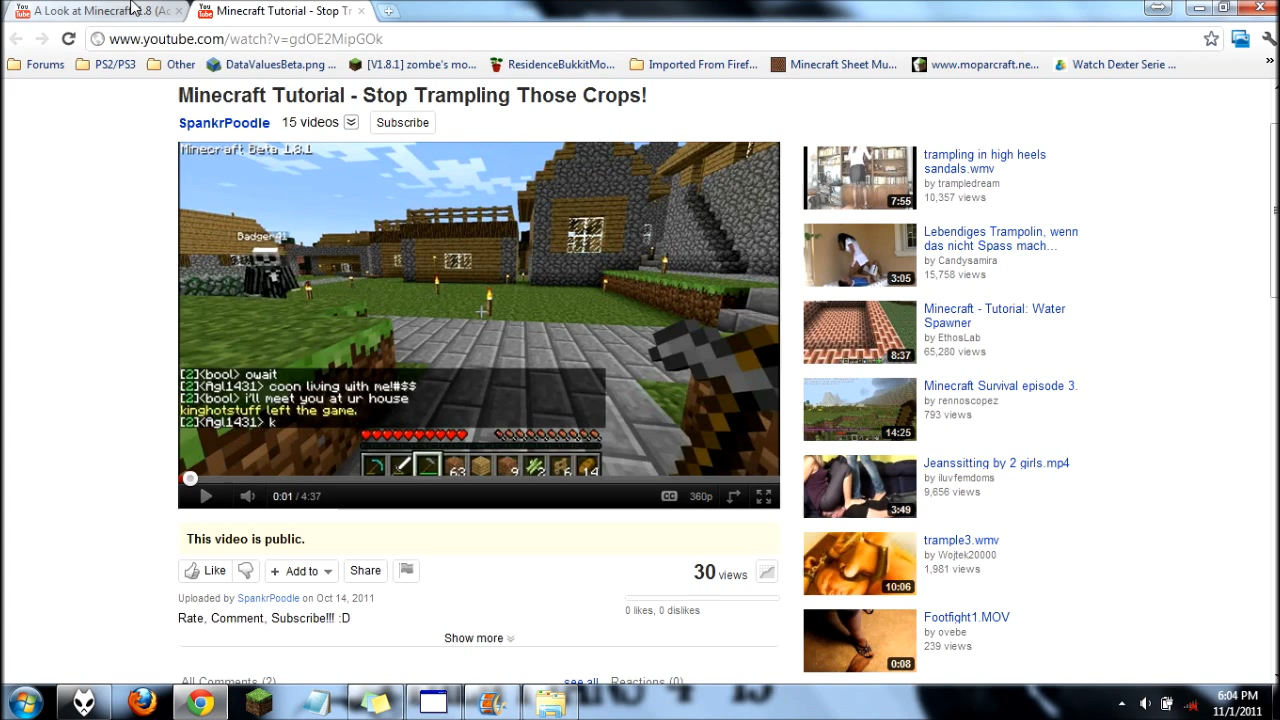 A Look at Minecraft 1.8 (Ac
Minecraft Tutorial - Stop Tr
www.youtube.com/watch?v=gdOE2MipGOk
Forums
PS2/PS3
Other
DataValuesBeta.png ...
[V1.8.1] zombe's mo...
ResidenceBukkitMo...
Imported From Firef...
Minecraft Sheet Mu...
www.moparcraft.ne...
Watch Dexter Serie ...
Minecraft Tutorial - Stop Trampling Those Crops!
SpankrPoodle 15 videos Subscribe
Minecraft Beta 1.8.1
[2]<bool> owait
[2]<Agl1431> coon living with me!#$$
[2]<bool> i'll meet you at ur house
kinghotstuff left the game.
[2]<Agl1431> k
63 9 2 6 14
0:01 / 4:37 CC 360p
This video is public.
Like Add to Share 30 views
Uploaded by SpankrPoodle on Oct 14, 2011
0 likes, 0 dislikes
Rate, Comment, Subscribe!!! :D
Show more
All Comments (2) see all Reactions (0)
trampling in high heels
sandals.wmv
by trampledream
10,357 views
7:55
Lebendiges Trampolin, wenn
das nicht Spass mach...
by Candysamira
15,758 views
3:05
Minecraft - Tutorial: Water
Spawner
by EthosLab
65,280 views
8:37
Minecraft Survival episode 3.
by rennoscopez
793 views
14:25
Jeanssitting by 2 girls.mp4
by iluvfemdoms
9,656 views
3:49
trample3.wmv
by Wojtek20000
1,981 views
10:06
Footfight1.MOV
by ovebe
239 views
0:08
6:04 PM
11/1/2011